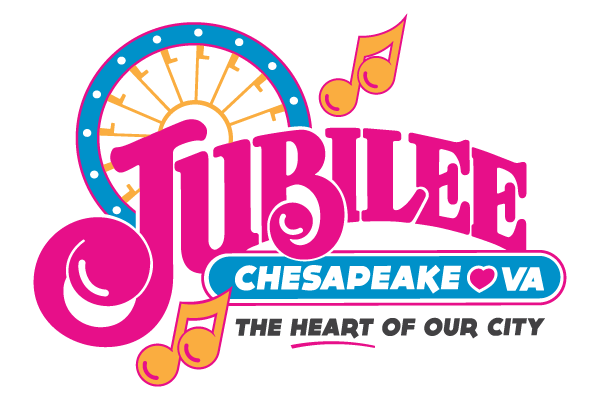 JUBILEE
CHESAPEAKE VA
THE HEART OF OUR CITY